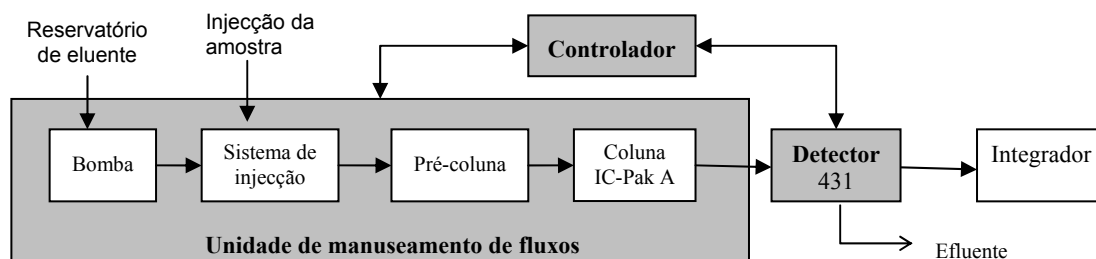 Reservatório
de eluente
Injecção da
amostra
Controlador
Bomba
Sistema de
injecção
Pré-coluna
Coluna
IC-Pak A
Detector
431
Integrador
Unidade de manuseamento de fluxos
Efluente